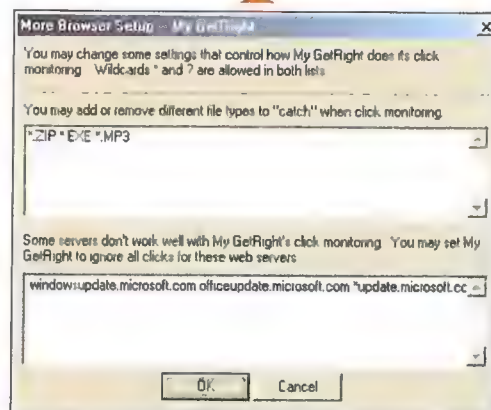 More Browser Setup - My GetRight
You may change some settings that control how My GetRight does its click
monitoring Wildcards * and ? are allowed in both lists
You may add or remove different file types to "catch" when click monitoring
*.ZIP *.EXE *.MP3
Some servers don't work well with My GetRight's click monitoring You may set My
GetRight to ignore all clicks for these web servers
windowsupdate.microsoft.com officeupdate.microsoft.com *update.microsoft.cc
OK Cancel